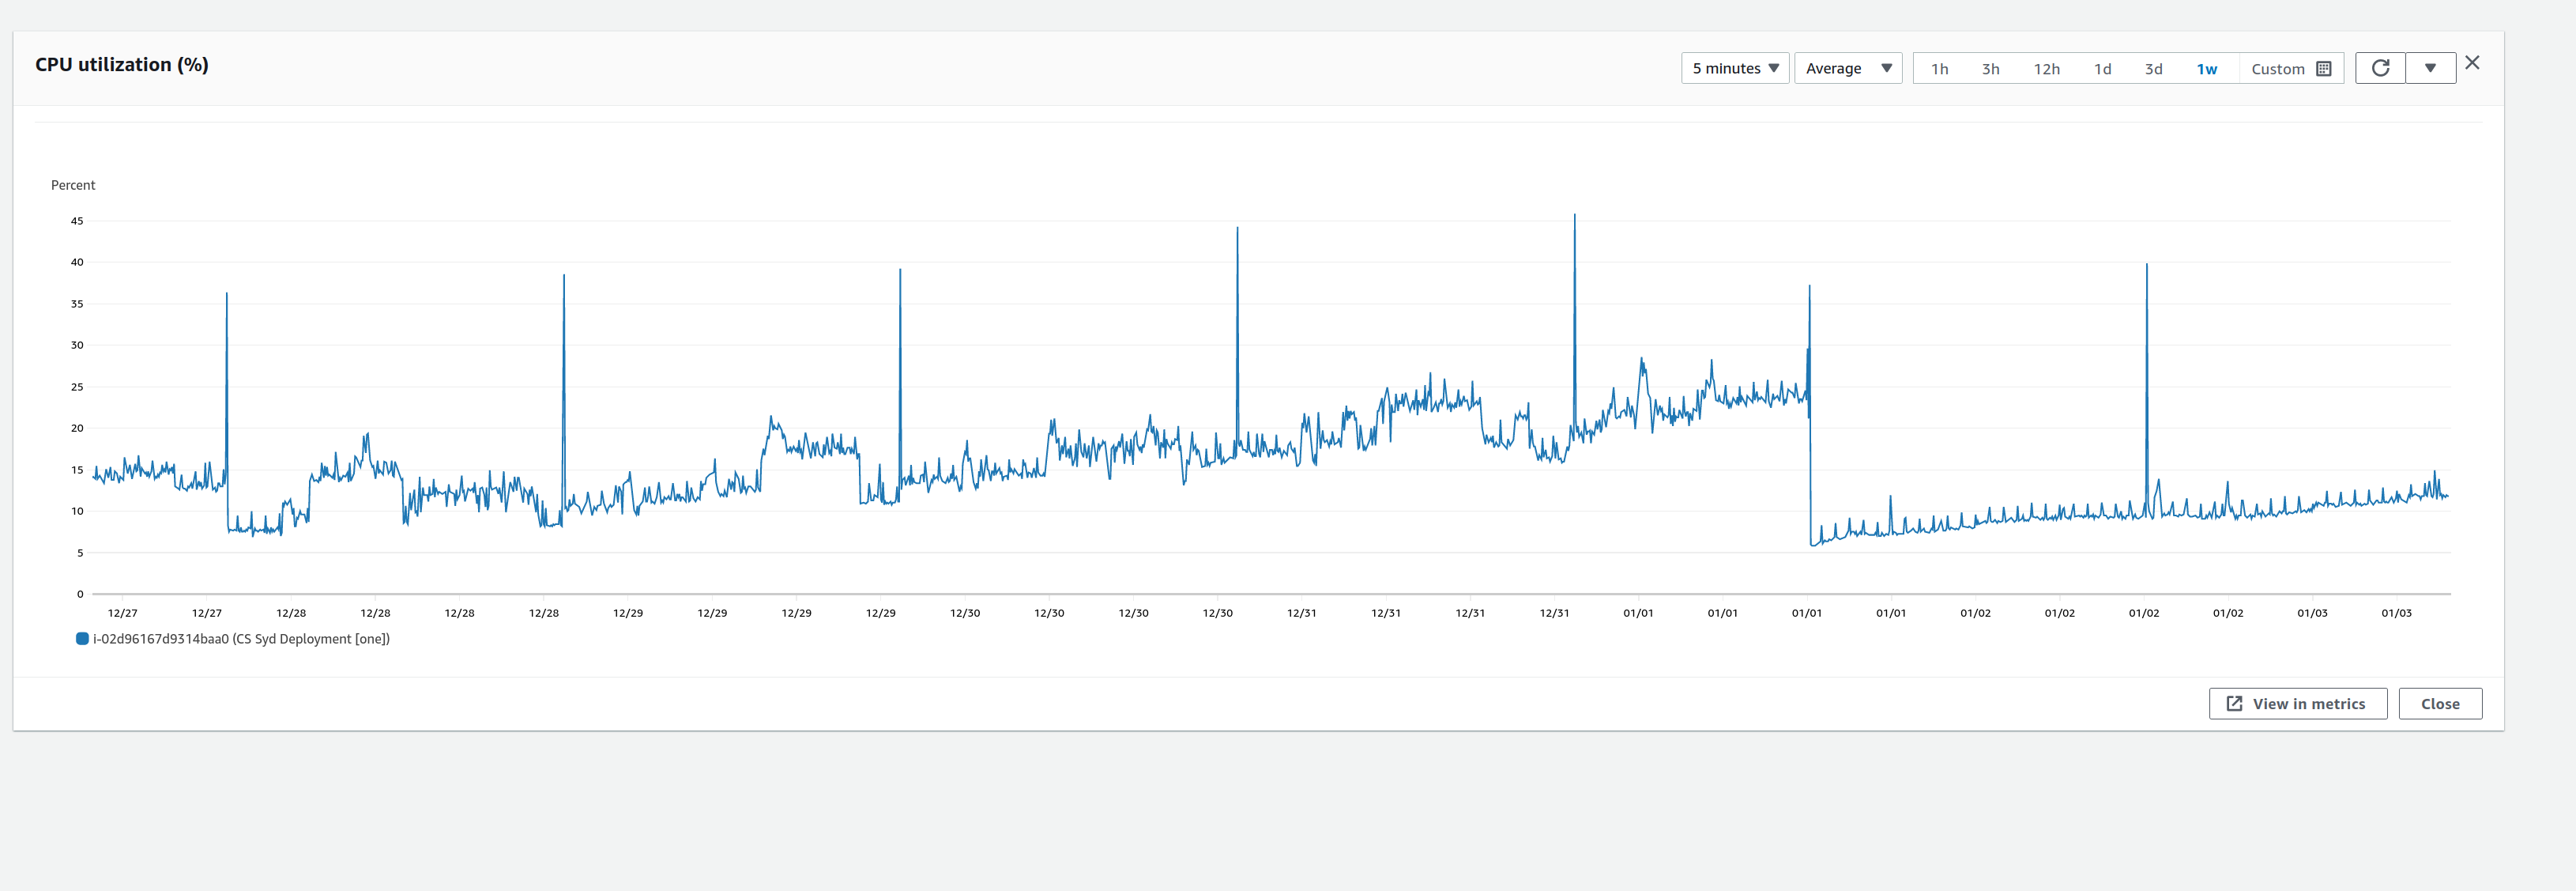 CPU utilization (%)
5 minutes Average 1h 3h 12h 1d 3d 1w Custom
Percent
45
40
35
30
25
20
15
10
5
0
12/27 12/27 12/28 12/28 12/28 12/28 12/29 12/29 12/29 12/29 12/30 12/30 12/30 12/30 12/31 12/31 12/31 12/31 01/01 01/01 01/01 01/01 01/02 01/02 01/02 01/02 01/03 01/03
i-02d96167d9314baa0 (CS Syd Deployment [one])
View in metrics Close